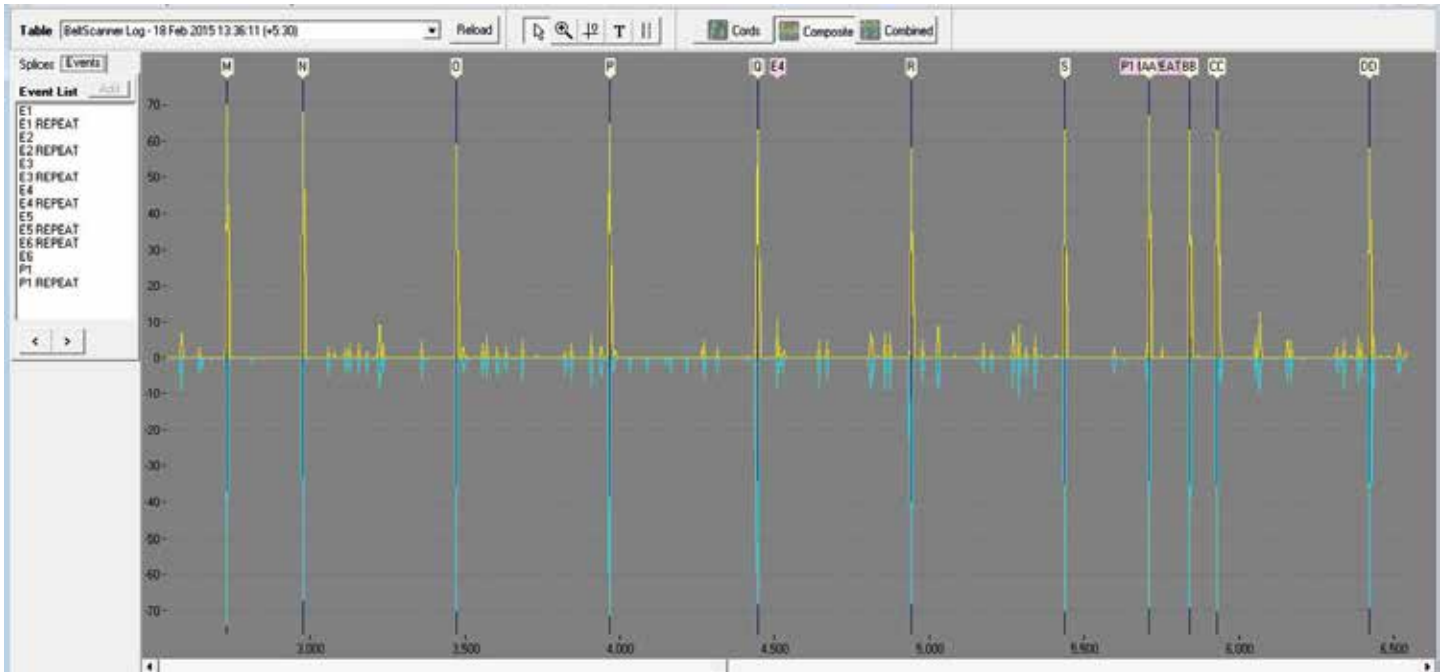 Table BeltScanner Log - 18 Feb 2015 13:36:11 (+5:30) Reload T Cords Composite Combined
Splices Events
Event List Add
E1
E1 REPEAT
E2
E2 REPEAT
E3
E3 REPEAT
E4
E4 REPEAT
E5
E5 REPEAT
E6 REPEAT
E6
P1
P1 REPEAT
< >
M N O P Q E4 R S P1 AA EAT BB CC DD
70
60
50
40
30
20
10
0
-10
-20
-30
-40
-50
-60
-70
3,000 3,500 4,000 4,500 5,000 5,500 6,000 6,500